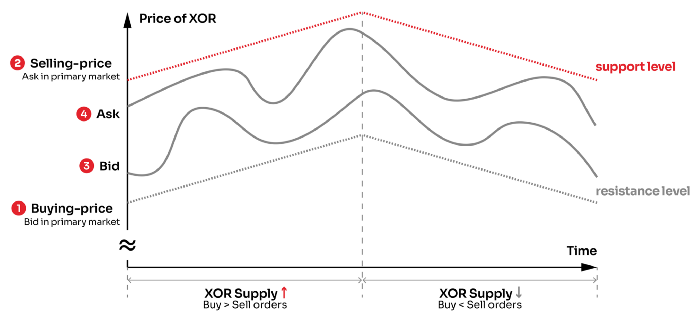 Price of XOR
2 Selling-price
Ask in primary market
support level
4 Ask
3 Bid
resistance level
1 Buying-price
Bid in primary market
≈
Time
XOR Supply ↑
Buy > Sell orders
XOR Supply ↓
Buy < Sell orders